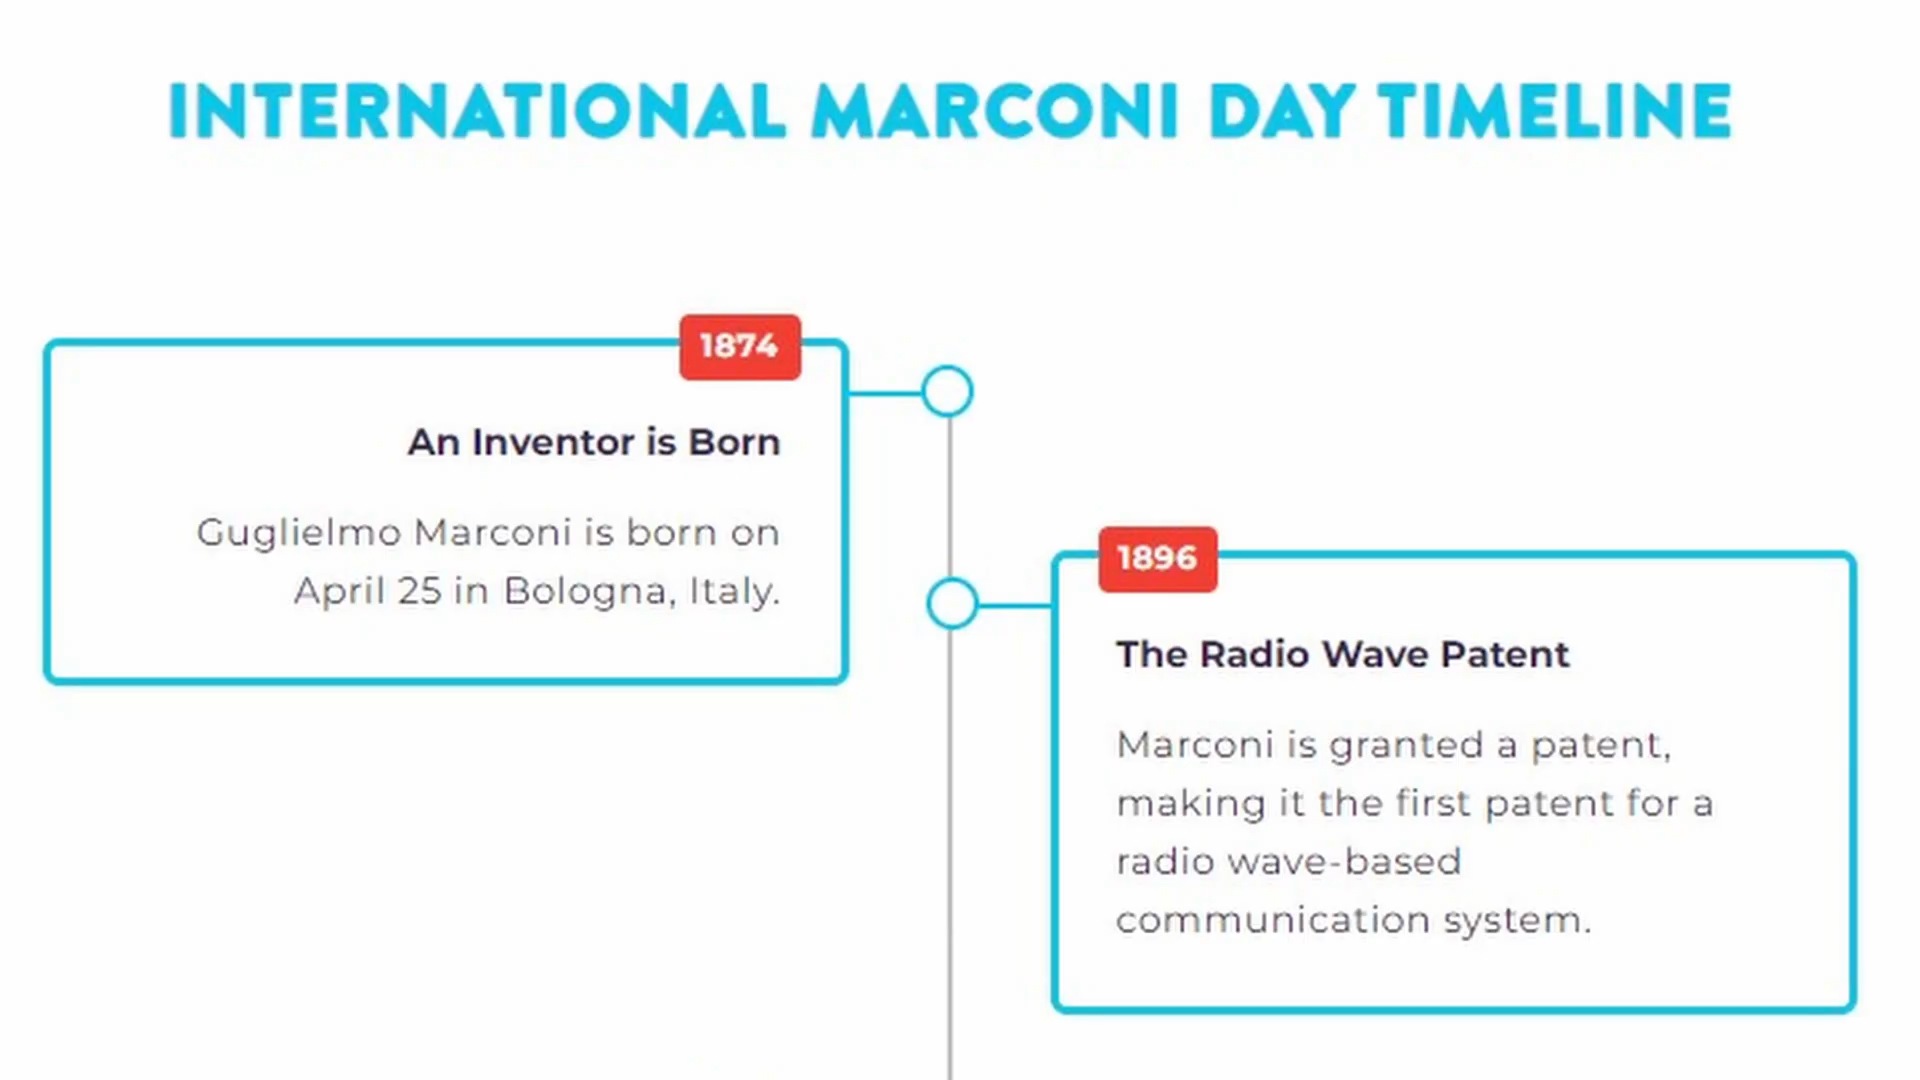 INTERNATIONAL MARCONI DAY TIMELINE
1874
An Inventor is Born
Guglielmo Marconi is born on
April 25 in Bologna, Italy.
1896
The Radio Wave Patent
Marconi is granted a patent,
making it the first patent for a
radio wave-based
communication system.